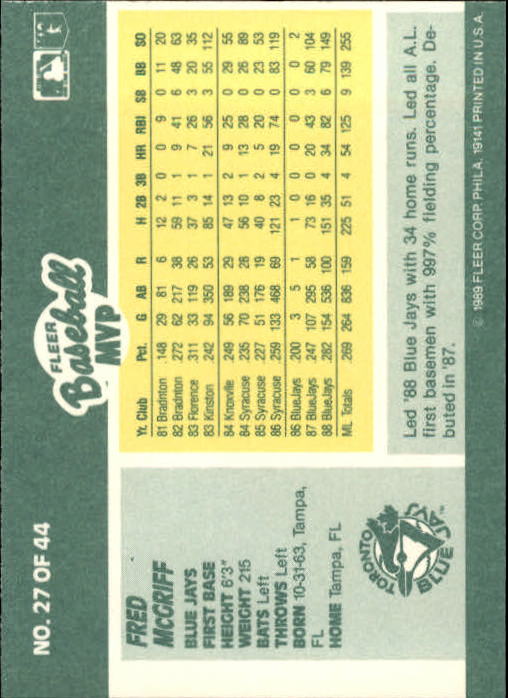 NO. 27 OF 44
FLEER
Baseball
MVP
FRED
McGRIFF
BLUE JAYS
FIRST BASE
HEIGHT 6'3"
WEIGHT 215
BATS Left
THROWS Left
BORN 10-31-63, Tampa,
FL
HOME Tampa, FL
TORONTO
BLUE JAYS
TM
Yr. Club Pct. G AB R H 2B 3B HR RBI SB BB SO
81 Bradnton .148 29 81 6 12 2 0 0 9 0 11 20
82 Bradnton .272 62 217 38 59 11 1 9 41 6 48 63
83 Florence .311 33 119 26 37 3 1 7 26 3 20 35
83 Kinston .242 94 350 53 85 14 1 21 56 3 55 112
84 Knoxville .249 56 189 29 47 13 2 9 25 0 29 55
84 Syracuse .235 70 238 28 56 10 1 13 28 0 26 89
85 Syracuse .227 51 176 19 40 8 2 5 20 0 23 53
86 Syracuse .259 133 468 69 121 23 4 19 74 0 83 119
86 BlueJays .200 3 5 1 1 0 0 0 0 0 0 2
87 BlueJays .247 107 295 58 73 16 0 20 43 3 60 104
88 BlueJays .282 154 536 100 151 35 4 34 82 6 79 149
ML Totals .269 264 836 159 225 51 4 54 125 9 139 255
Led '88 Blue Jays with 34 home runs. Led all A.L.
first basemen with 997% fielding percentage. De-
buted in '87.
© 1989 FLEER CORP. PHILA. 19141 PRINTED IN U.S.A.